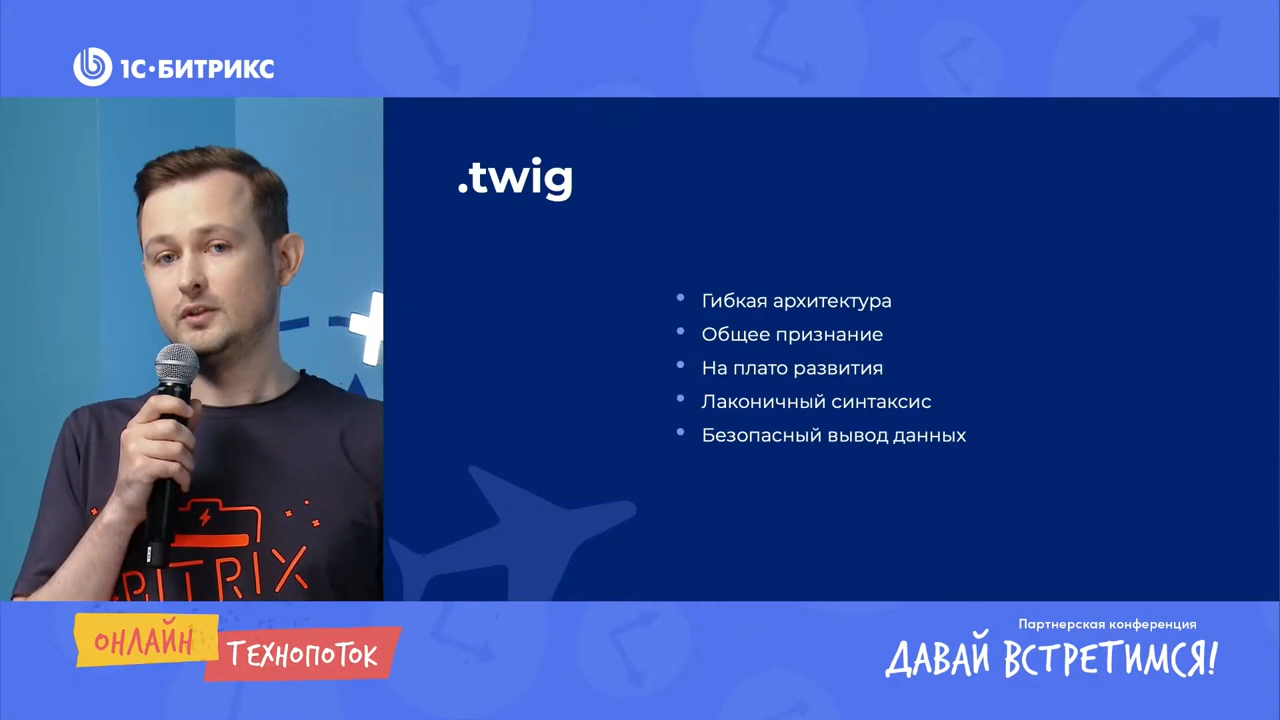 1С·БИТРИКС
.twig
Гибкая архитектура
Общее признание
На плато развития
Лаконичный синтаксис
Безопасный вывод данных
BITRIX
ОНЛАЙН
ТЕХНОПОТОК
Партнерская конференция
ДАВАЙ ВСТРЕТИМСЯ!